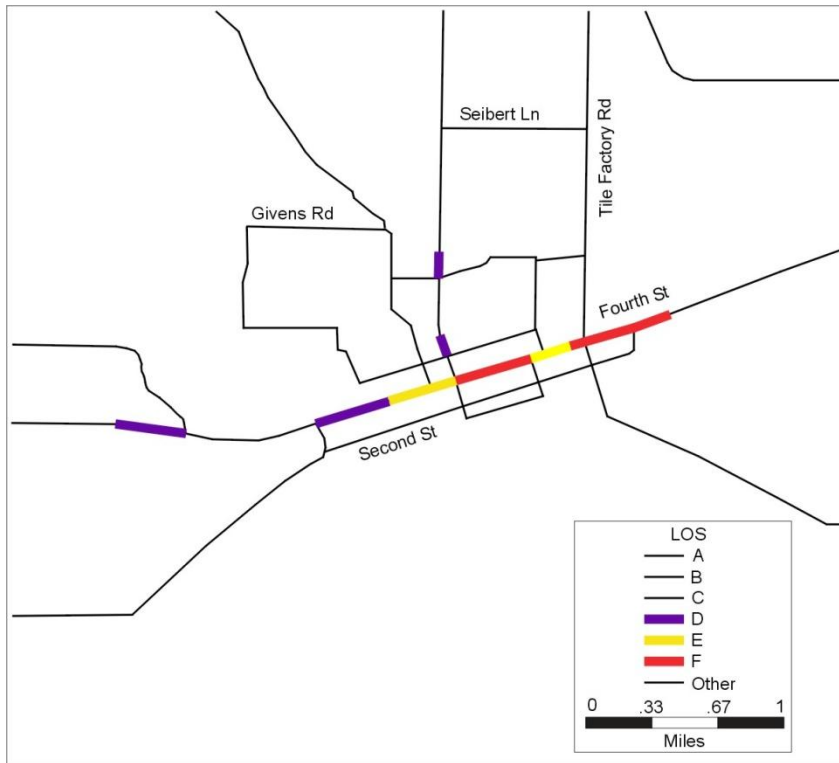 Seibert Ln
Tile Factory Rd
Givens Rd
Fourth St
Second St
LOS
A
B
C
D
E
F
Other
0 .33 .67 1
Miles